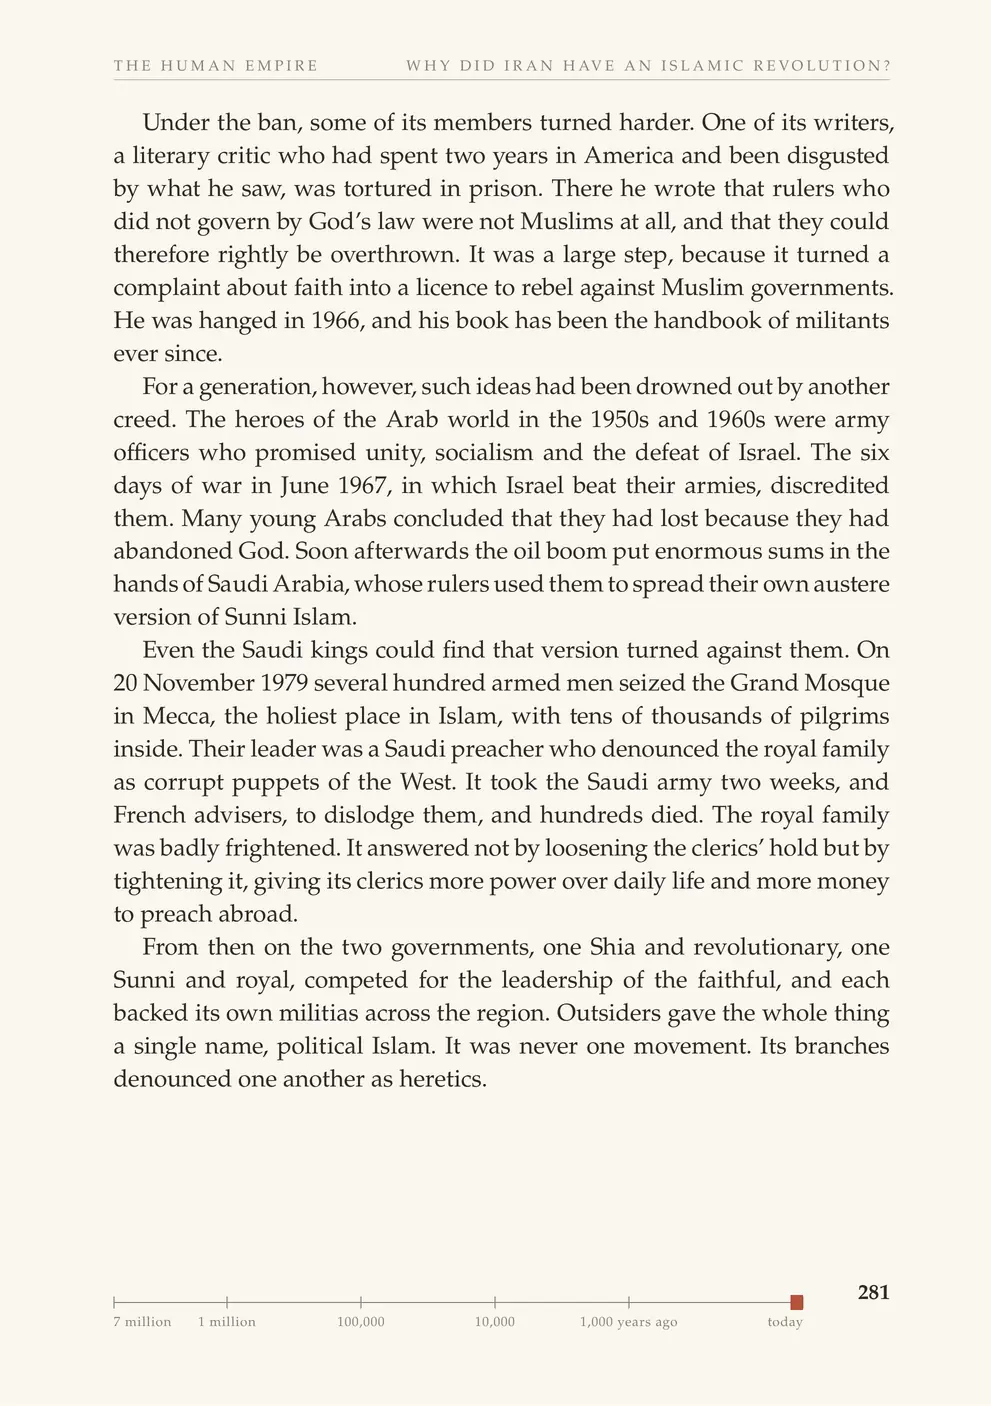 THE HUMAN EMPIRE
WHY DID IRAN HAVE AN ISLAMIC REVOLUTION?
Under the ban, some of its members turned harder. One of its writers,
a literary critic who had spent two years in America and been disgusted
by what he saw, was tortured in prison. There he wrote that rulers who
did not govern by God’s law were not Muslims at all, and that they could
therefore rightly be overthrown. It was a large step, because it turned a
complaint about faith into a licence to rebel against Muslim governments.
He was hanged in 1966, and his book has been the handbook of militants
ever since.
For a generation, however, such ideas had been drowned out by another
creed. The heroes of the Arab world in the 1950s and 1960s were army
officers who promised unity, socialism and the defeat of Israel. The six
days of war in June 1967, in which Israel beat their armies, discredited
them. Many young Arabs concluded that they had lost because they had
abandoned God. Soon afterwards the oil boom put enormous sums in the
hands of Saudi Arabia, whose rulers used them to spread their own austere
version of Sunni Islam.
Even the Saudi kings could find that version turned against them. On
20 November 1979 several hundred armed men seized the Grand Mosque
in Mecca, the holiest place in Islam, with tens of thousands of pilgrims
inside. Their leader was a Saudi preacher who denounced the royal family
as corrupt puppets of the West. It took the Saudi army two weeks, and
French advisers, to dislodge them, and hundreds died. The royal family
was badly frightened. It answered not by loosening the clerics’ hold but by
tightening it, giving its clerics more power over daily life and more money
to preach abroad.
From then on the two governments, one Shia and revolutionary, one
Sunni and royal, competed for the leadership of the faithful, and each
backed its own militias across the region. Outsiders gave the whole thing
a single name, political Islam. It was never one movement. Its branches
denounced one another as heretics.
281
7 million
1 million
100,000
10,000
1,000 years ago
today